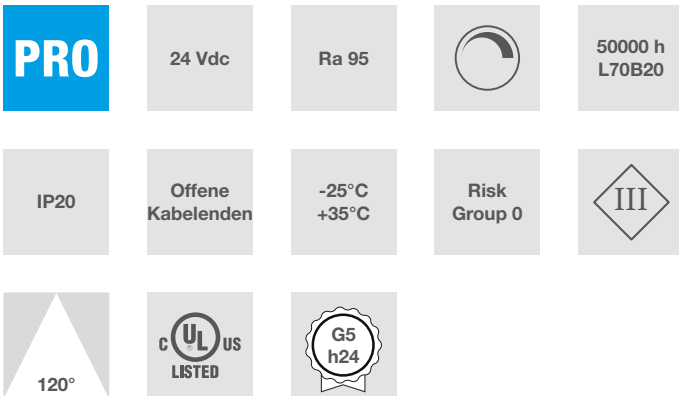 PRO
24 Vdc
Ra 95
50000 h
L70B20
IP20
Offene
Kabelenden
-25°C
+35°C
Risk
Group 0
III
120°
C UL® US
LISTED
G5
h24